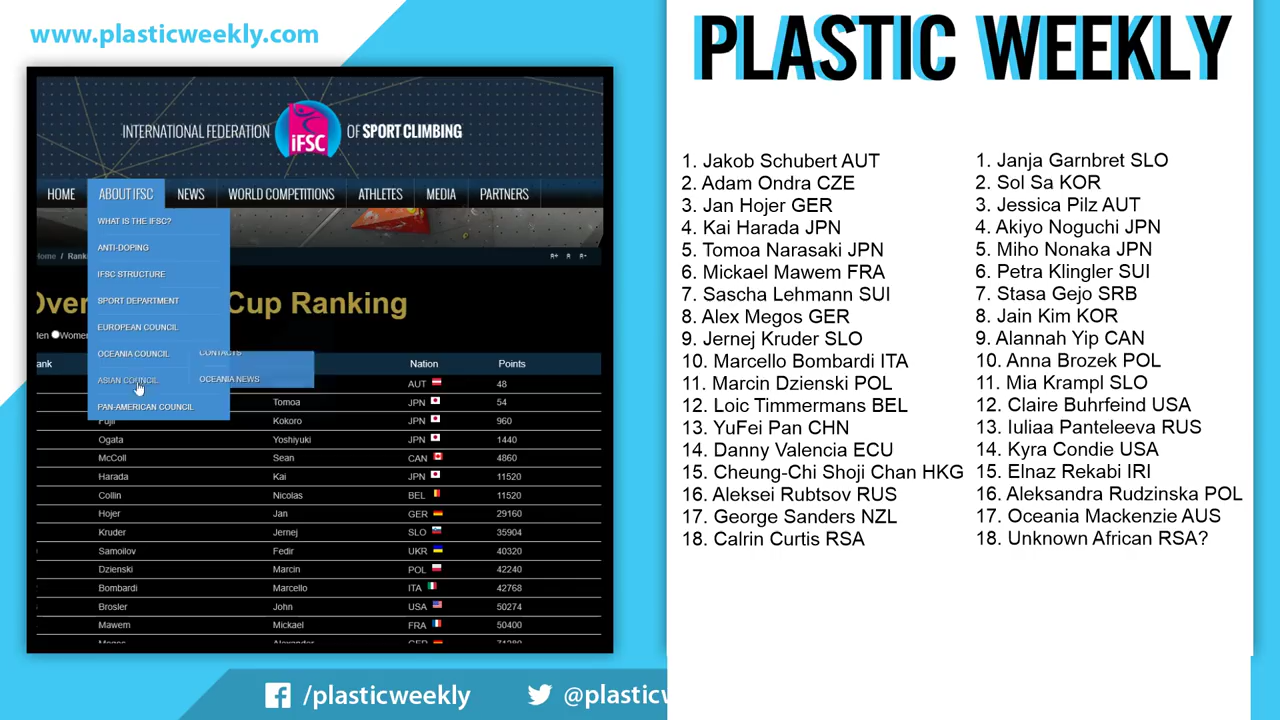 www.plasticweekly.com
INTERNATIONAL FEDERATION iFSC OF SPORT CLIMBING
HOME ABOUT IFSC NEWS WORLD COMPETITIONS ATHLETES MEDIA PARTNERS
WHAT IS THE IFSC?
ANTI-DOPING
IFSC STRUCTURE
SPORT DEPARTMENT
EUROPEAN COUNCIL
OCEANIA COUNCIL
ASIAN COUNCIL
PAN-AMERICAN COUNCIL
CONTACTS
OCEANIA NEWS
Home / Rank
Over Cup Ranking
en Women
ank Nation Points
AUT 48
Tomoa JPN 54
Fujii Kokoro JPN 960
Ogata Yoshiyuki JPN 1440
McColl Sean CAN 4860
Harada Kai JPN 11520
Collin Nicolas BEL 11520
Hojer Jan GER 29160
Kruder Jernej SLO 35904
Samoilov Fedir UKR 40320
Dzienski Marcin POL 42240
Bombardi Marcello ITA 42768
Brosler John USA 50274
Mawem Mickael FRA 50400
Megos Alexander GER 71280
/plasticweekly
@plasticw
PLASTIC WEEKLY
1. Jakob Schubert AUT
2. Adam Ondra CZE
3. Jan Hojer GER
4. Kai Harada JPN
5. Tomoa Narasaki JPN
6. Mickael Mawem FRA
7. Sascha Lehmann SUI
8. Alex Megos GER
9. Jernej Kruder SLO
10. Marcello Bombardi ITA
11. Marcin Dzienski POL
12. Loic Timmermans BEL
13. YuFei Pan CHN
14. Danny Valencia ECU
15. Cheung-Chi Shoji Chan HKG
16. Aleksei Rubtsov RUS
17. George Sanders NZL
18. Calrin Curtis RSA
1. Janja Garnbret SLO
2. Sol Sa KOR
3. Jessica Pilz AUT
4. Akiyo Noguchi JPN
5. Miho Nonaka JPN
6. Petra Klingler SUI
7. Stasa Gejo SRB
8. Jain Kim KOR
9. Alannah Yip CAN
10. Anna Brozek POL
11. Mia Krampl SLO
12. Claire Buhrfeind USA
13. Iuliaa Panteleeva RUS
14. Kyra Condie USA
15. Elnaz Rekabi IRI
16. Aleksandra Rudzinska POL
17. Oceania Mackenzie AUS
18. Unknown African RSA?